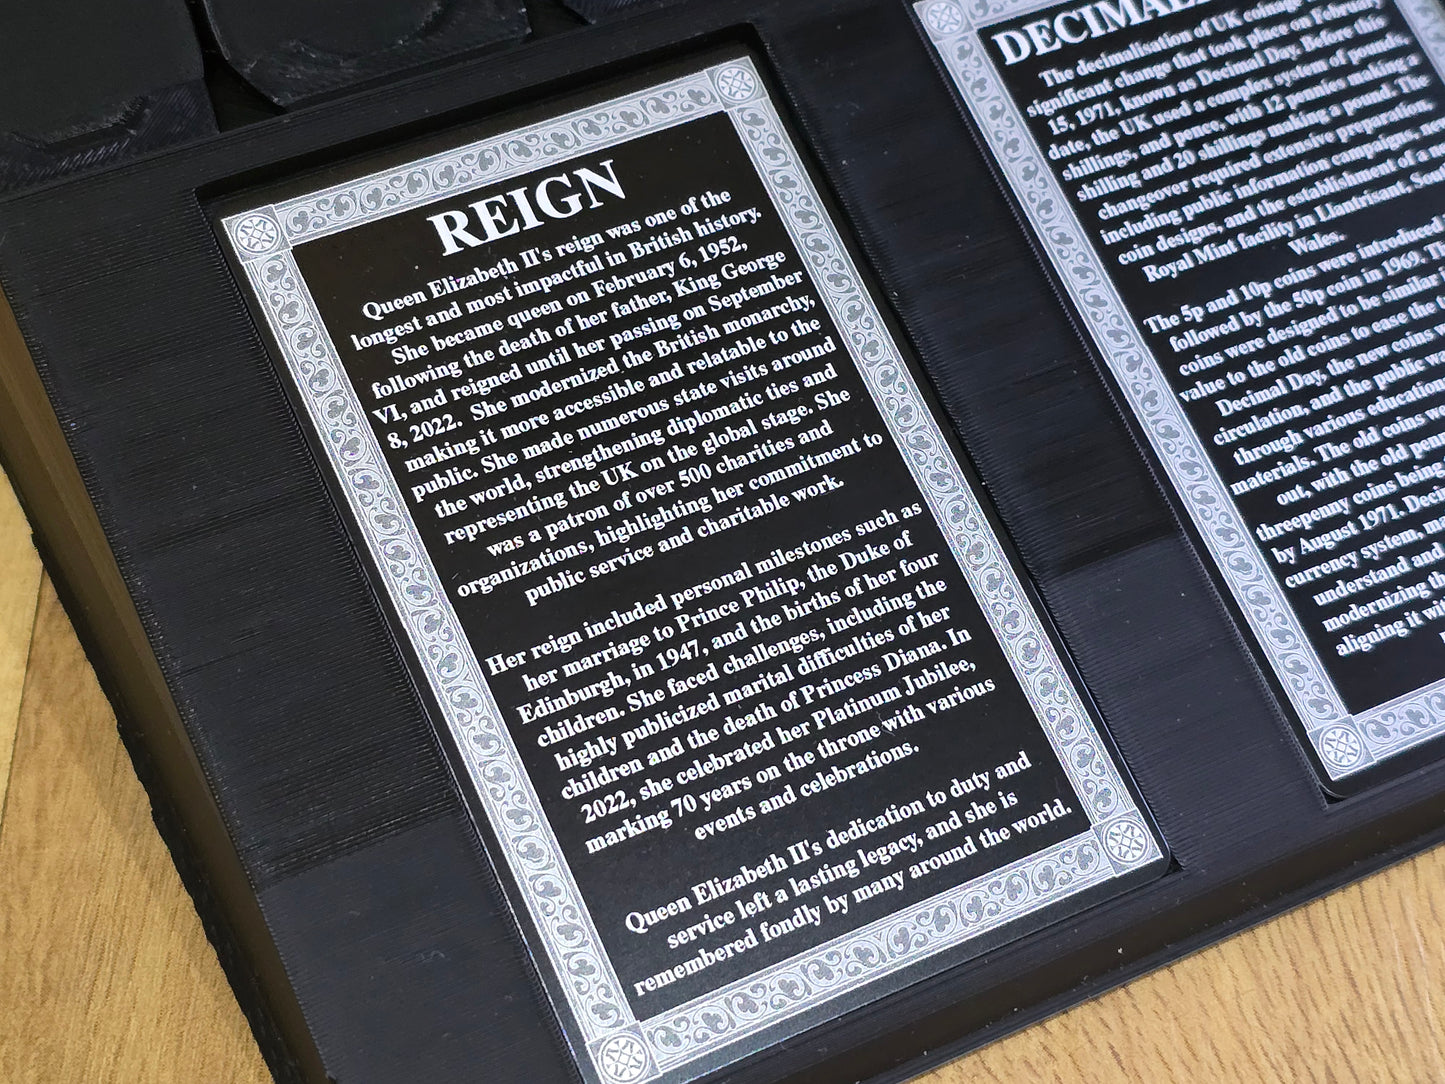 REIGN
Queen Elizabeth II's reign was one of the
longest and most impactful in British history.
She became queen on February 6, 1952,
following the death of her father, King George
VI, and reigned until her passing on September
8, 2022. She modernized the British monarchy,
making it more accessible and relatable to the
public. She made numerous state visits around
the world, strengthening diplomatic ties and
representing the UK on the global stage. She
was a patron of over 500 charities and
organizations, highlighting her commitment to
public service and charitable work.
Her reign included personal milestones such as
her marriage to Prince Philip, the Duke of
Edinburgh, in 1947, and the births of her four
children. She faced challenges, including the
highly publicized marital difficulties of her
children and the death of Princess Diana. In
2022, she celebrated her Platinum Jubilee,
marking 70 years on the throne with various
events and celebrations.
Queen Elizabeth II's dedication to duty and
service left a lasting legacy, and she is
remembered fondly by many around the world.
The decimalisation of UK coinage
significant change that took place on February
15, 1971, known as Decimal Day. Before this
date, the UK used a complex system of pounds,
shillings, and pence, with 12 pennies making a
shilling and 20 shillings making a pound. The
changeover required extensive preparation,
including public information campaigns, new
coin designs, and the establishment of a
Royal Mint facility in Llantrisant, South
Wales.
The 5p and 10p coins were introduced
followed by the 50p coin in 1969.
coins were designed to be similar
value to the old coins to ease the
Decimal Day, the new coins
circulation, and the public
through various
materials. The old coins
out, with the old
threepenny coins being
by August 1971.
currency system,
understand and
modernizing
aligning it